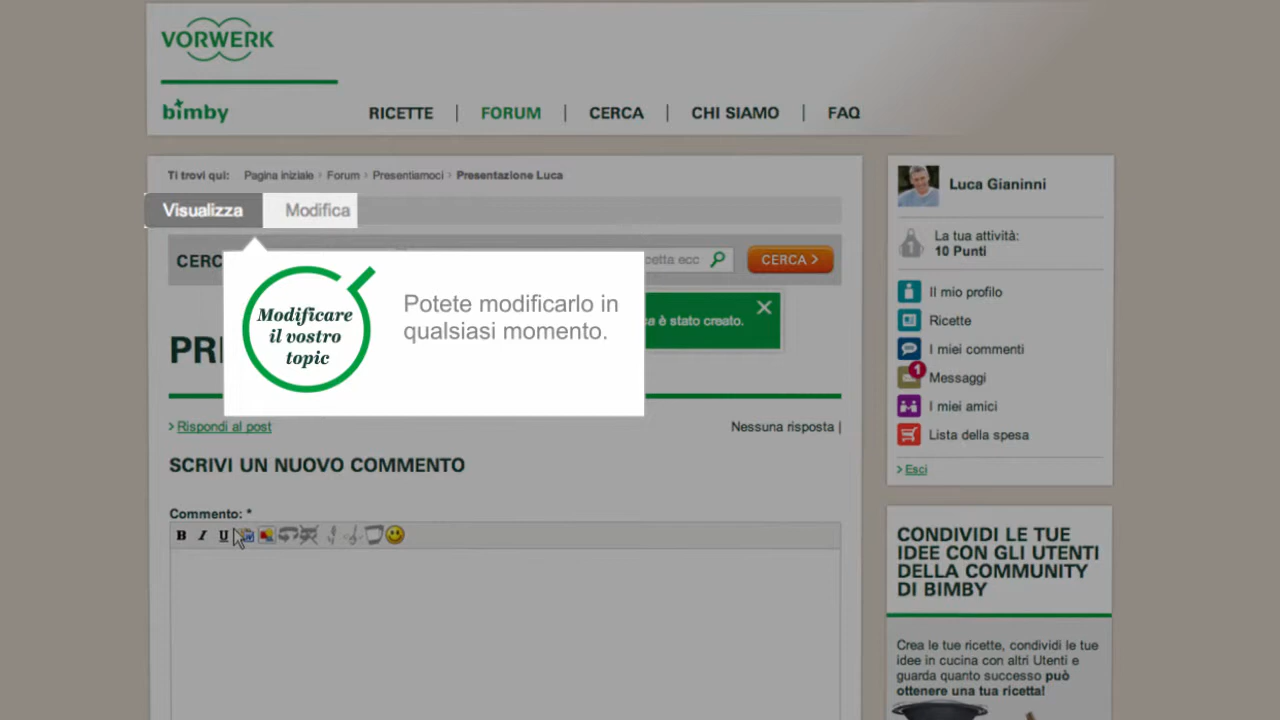 VORWERK
bimby
RICETTE | FORUM | CERCA | CHI SIAMO | FAQ
Ti trovi qui: Pagina iniziale › Forum › Presentiamoci › Presentazione Luca
Visualizza Modifica
CERC
cetta ecc
CERCA >
Modificare
il vostro
topic
Potete modificarlo in
qualsiasi momento.
è stato creato.
PR
> Rispondi al post
Nessuna risposta |
SCRIVI UN NUOVO COMMENTO
Commento: *
B I U
Luca Gianinni
1
La tua attività:
10 Punti
Il mio profilo
Ricette
I miei commenti
1
Messaggi
I miei amici
Lista della spesa
> Esci
CONDIVIDI LE TUE
IDEE CON GLI UTENTI
DELLA COMMUNITY
DI BIMBY
Crea le tue ricette, condividi le tue
idee in cucina con altri Utenti e
guarda quanto successo può
ottenere una tua ricetta!